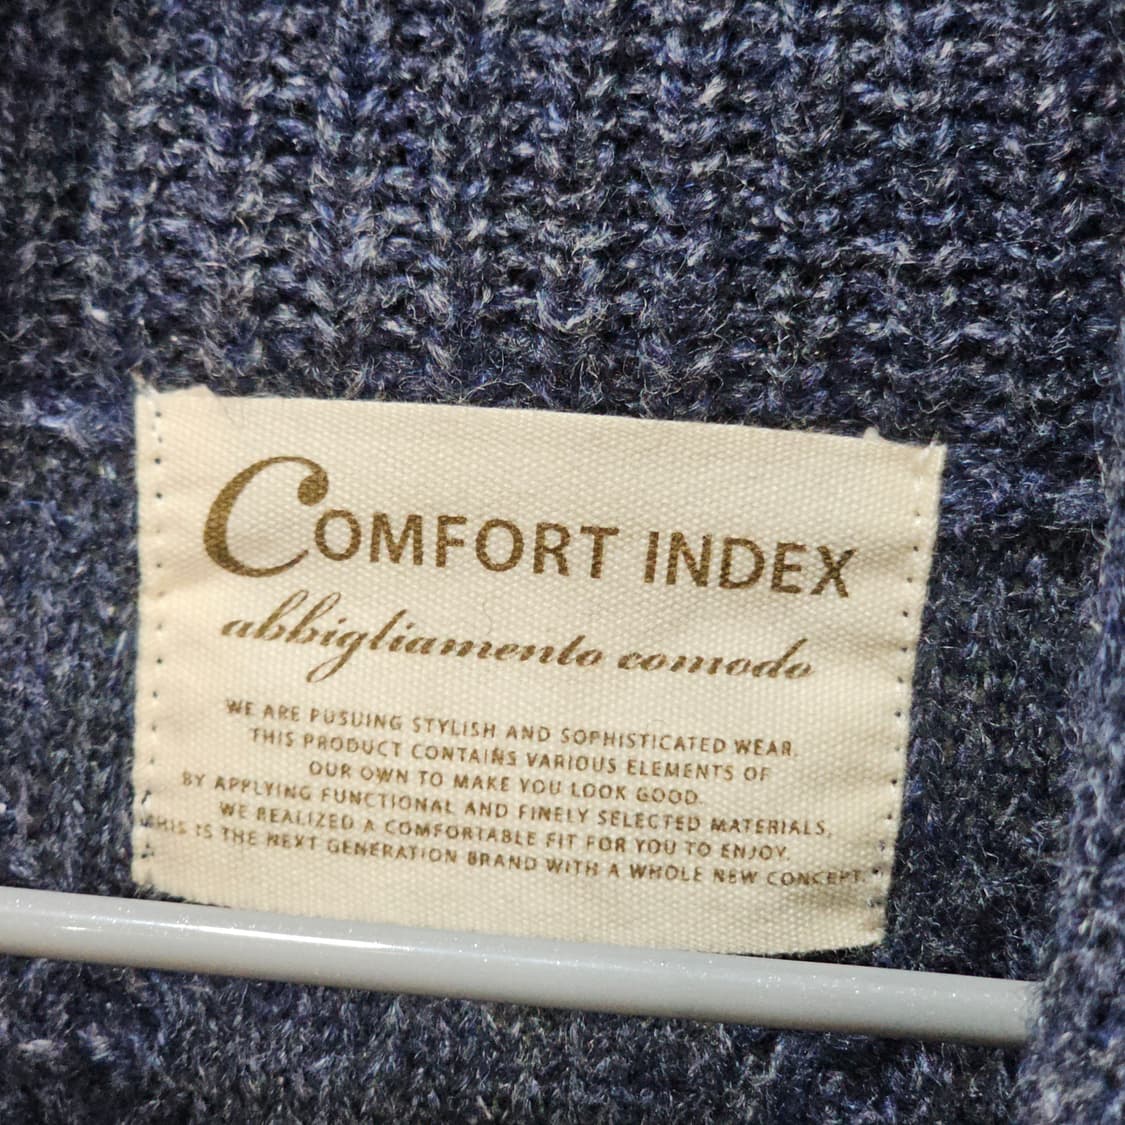 COMFORT INDEX
abbigliamento comodo
WE ARE PUSUING STYLISH AND SOPHISTICATED WEAR.
THIS PRODUCT CONTAINS VARIOUS ELEMENTS OF
OUR OWN TO MAKE YOU LOOK GOOD.
BY APPLYING FUNCTIONAL AND FINELY SELECTED MATERIALS,
WE REALIZED A COMFORTABLE FIT FOR YOU TO ENJOY.
THIS IS THE NEXT GENERATION BRAND WITH A WHOLE NEW CONCEPT.